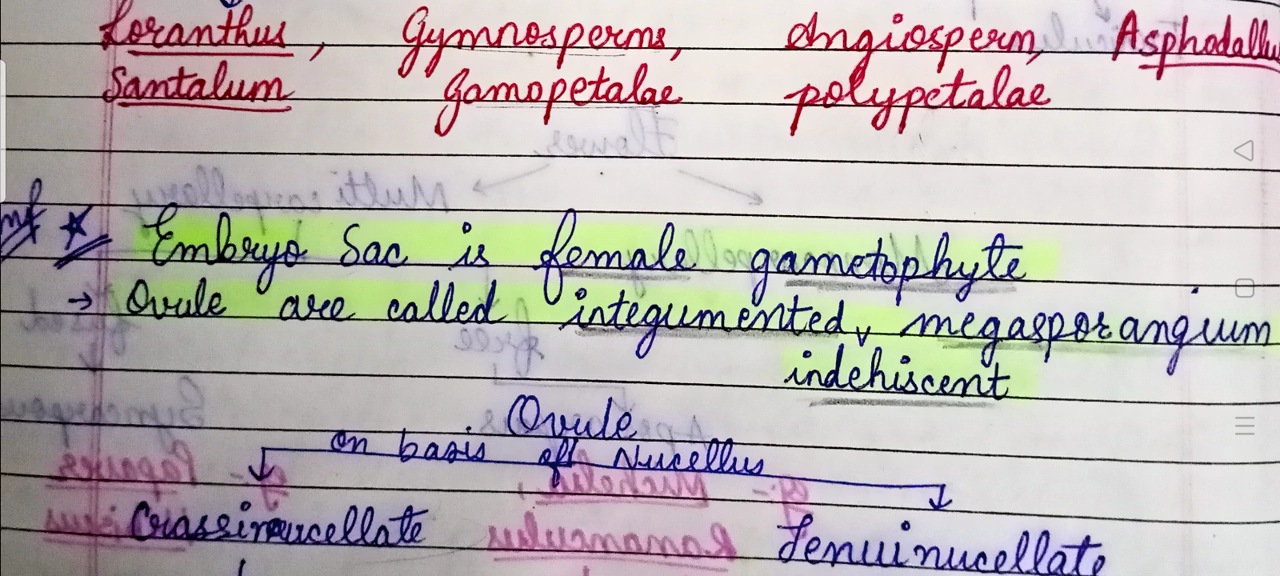 Loranthus, Gymnosperms, Angiosperm, Asphodallu
Santalum Gamopetalae polypetalae
Imp ☆ Embryo Sac is female gametophyte
→ Ovule are called integumented, megasporangium
indehiscent
Ovule
on basis of Nucellus
Crassinucellate Tenuinucellate